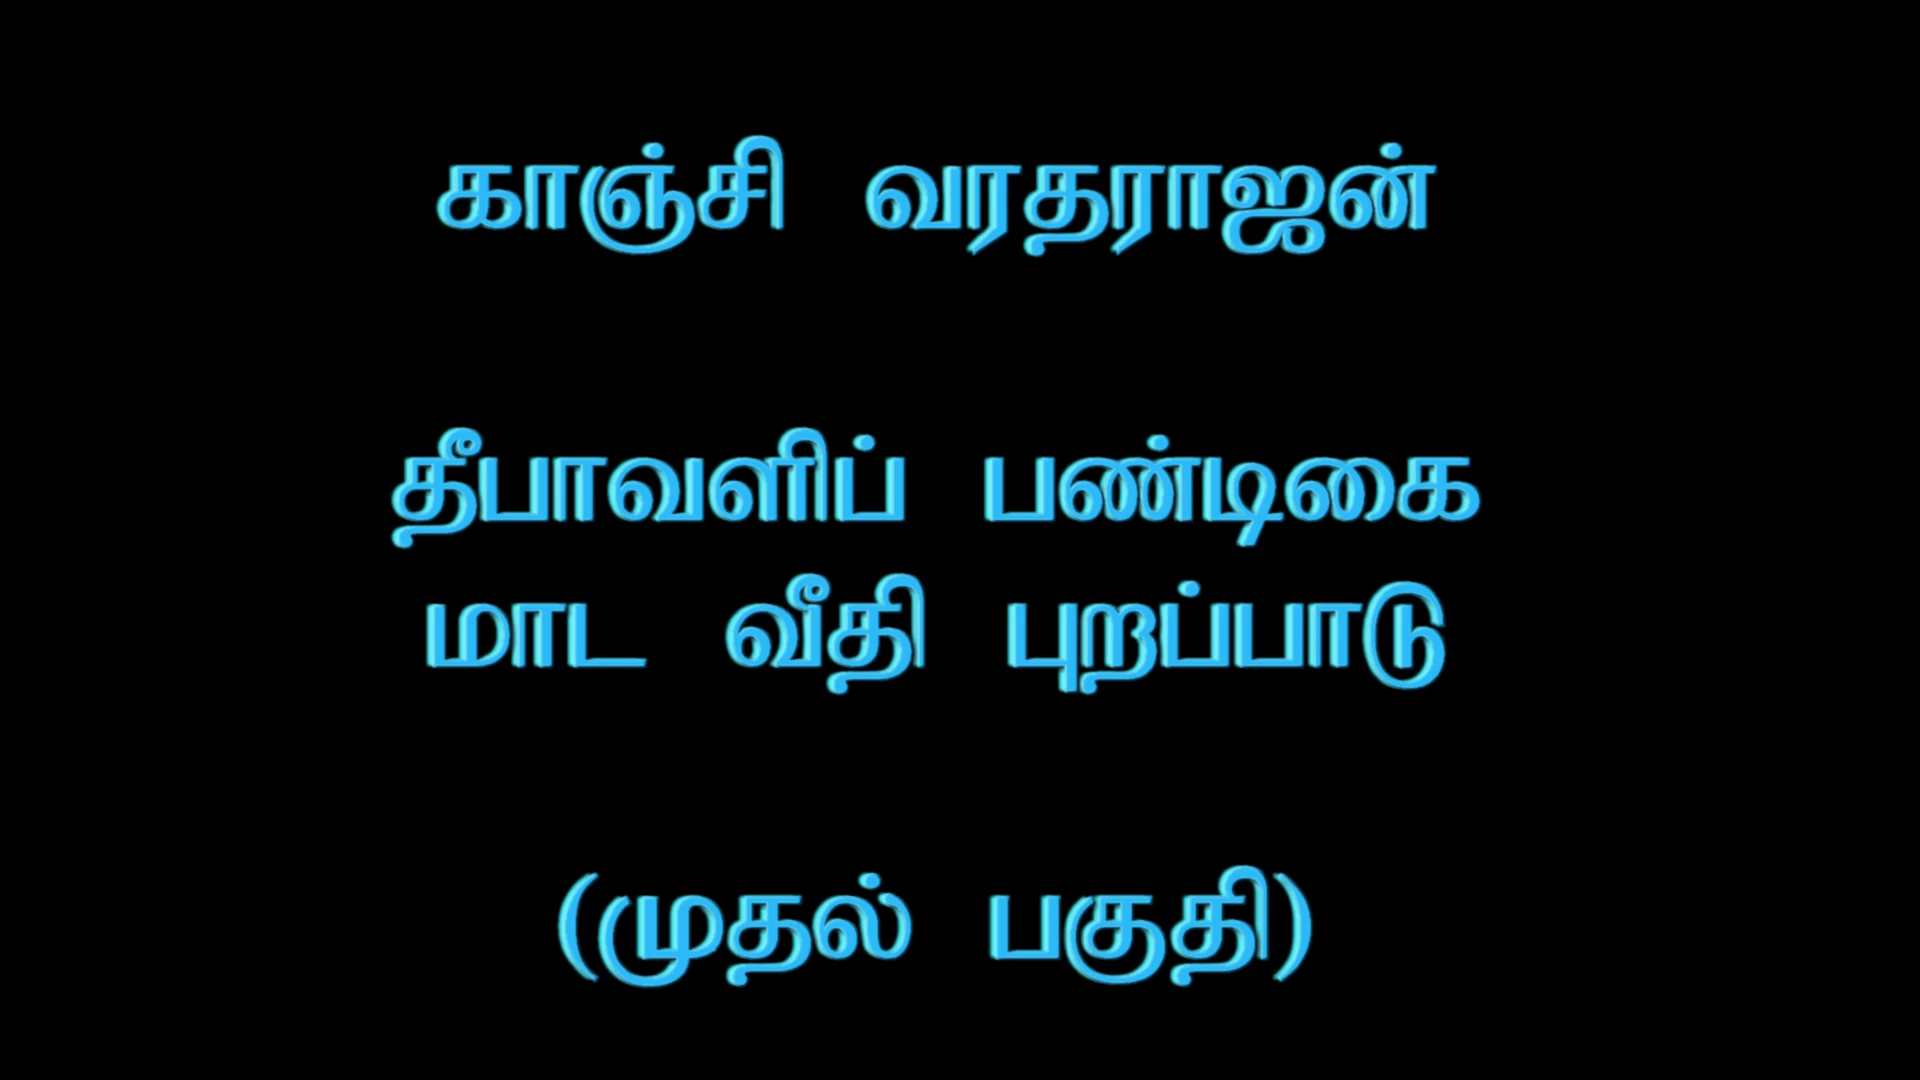 காஞ்சி வரதராஜன்
தீபாவளிப் பண்டிகை
மாட வீதி புறப்பாடு
(முதல் பகுதி)